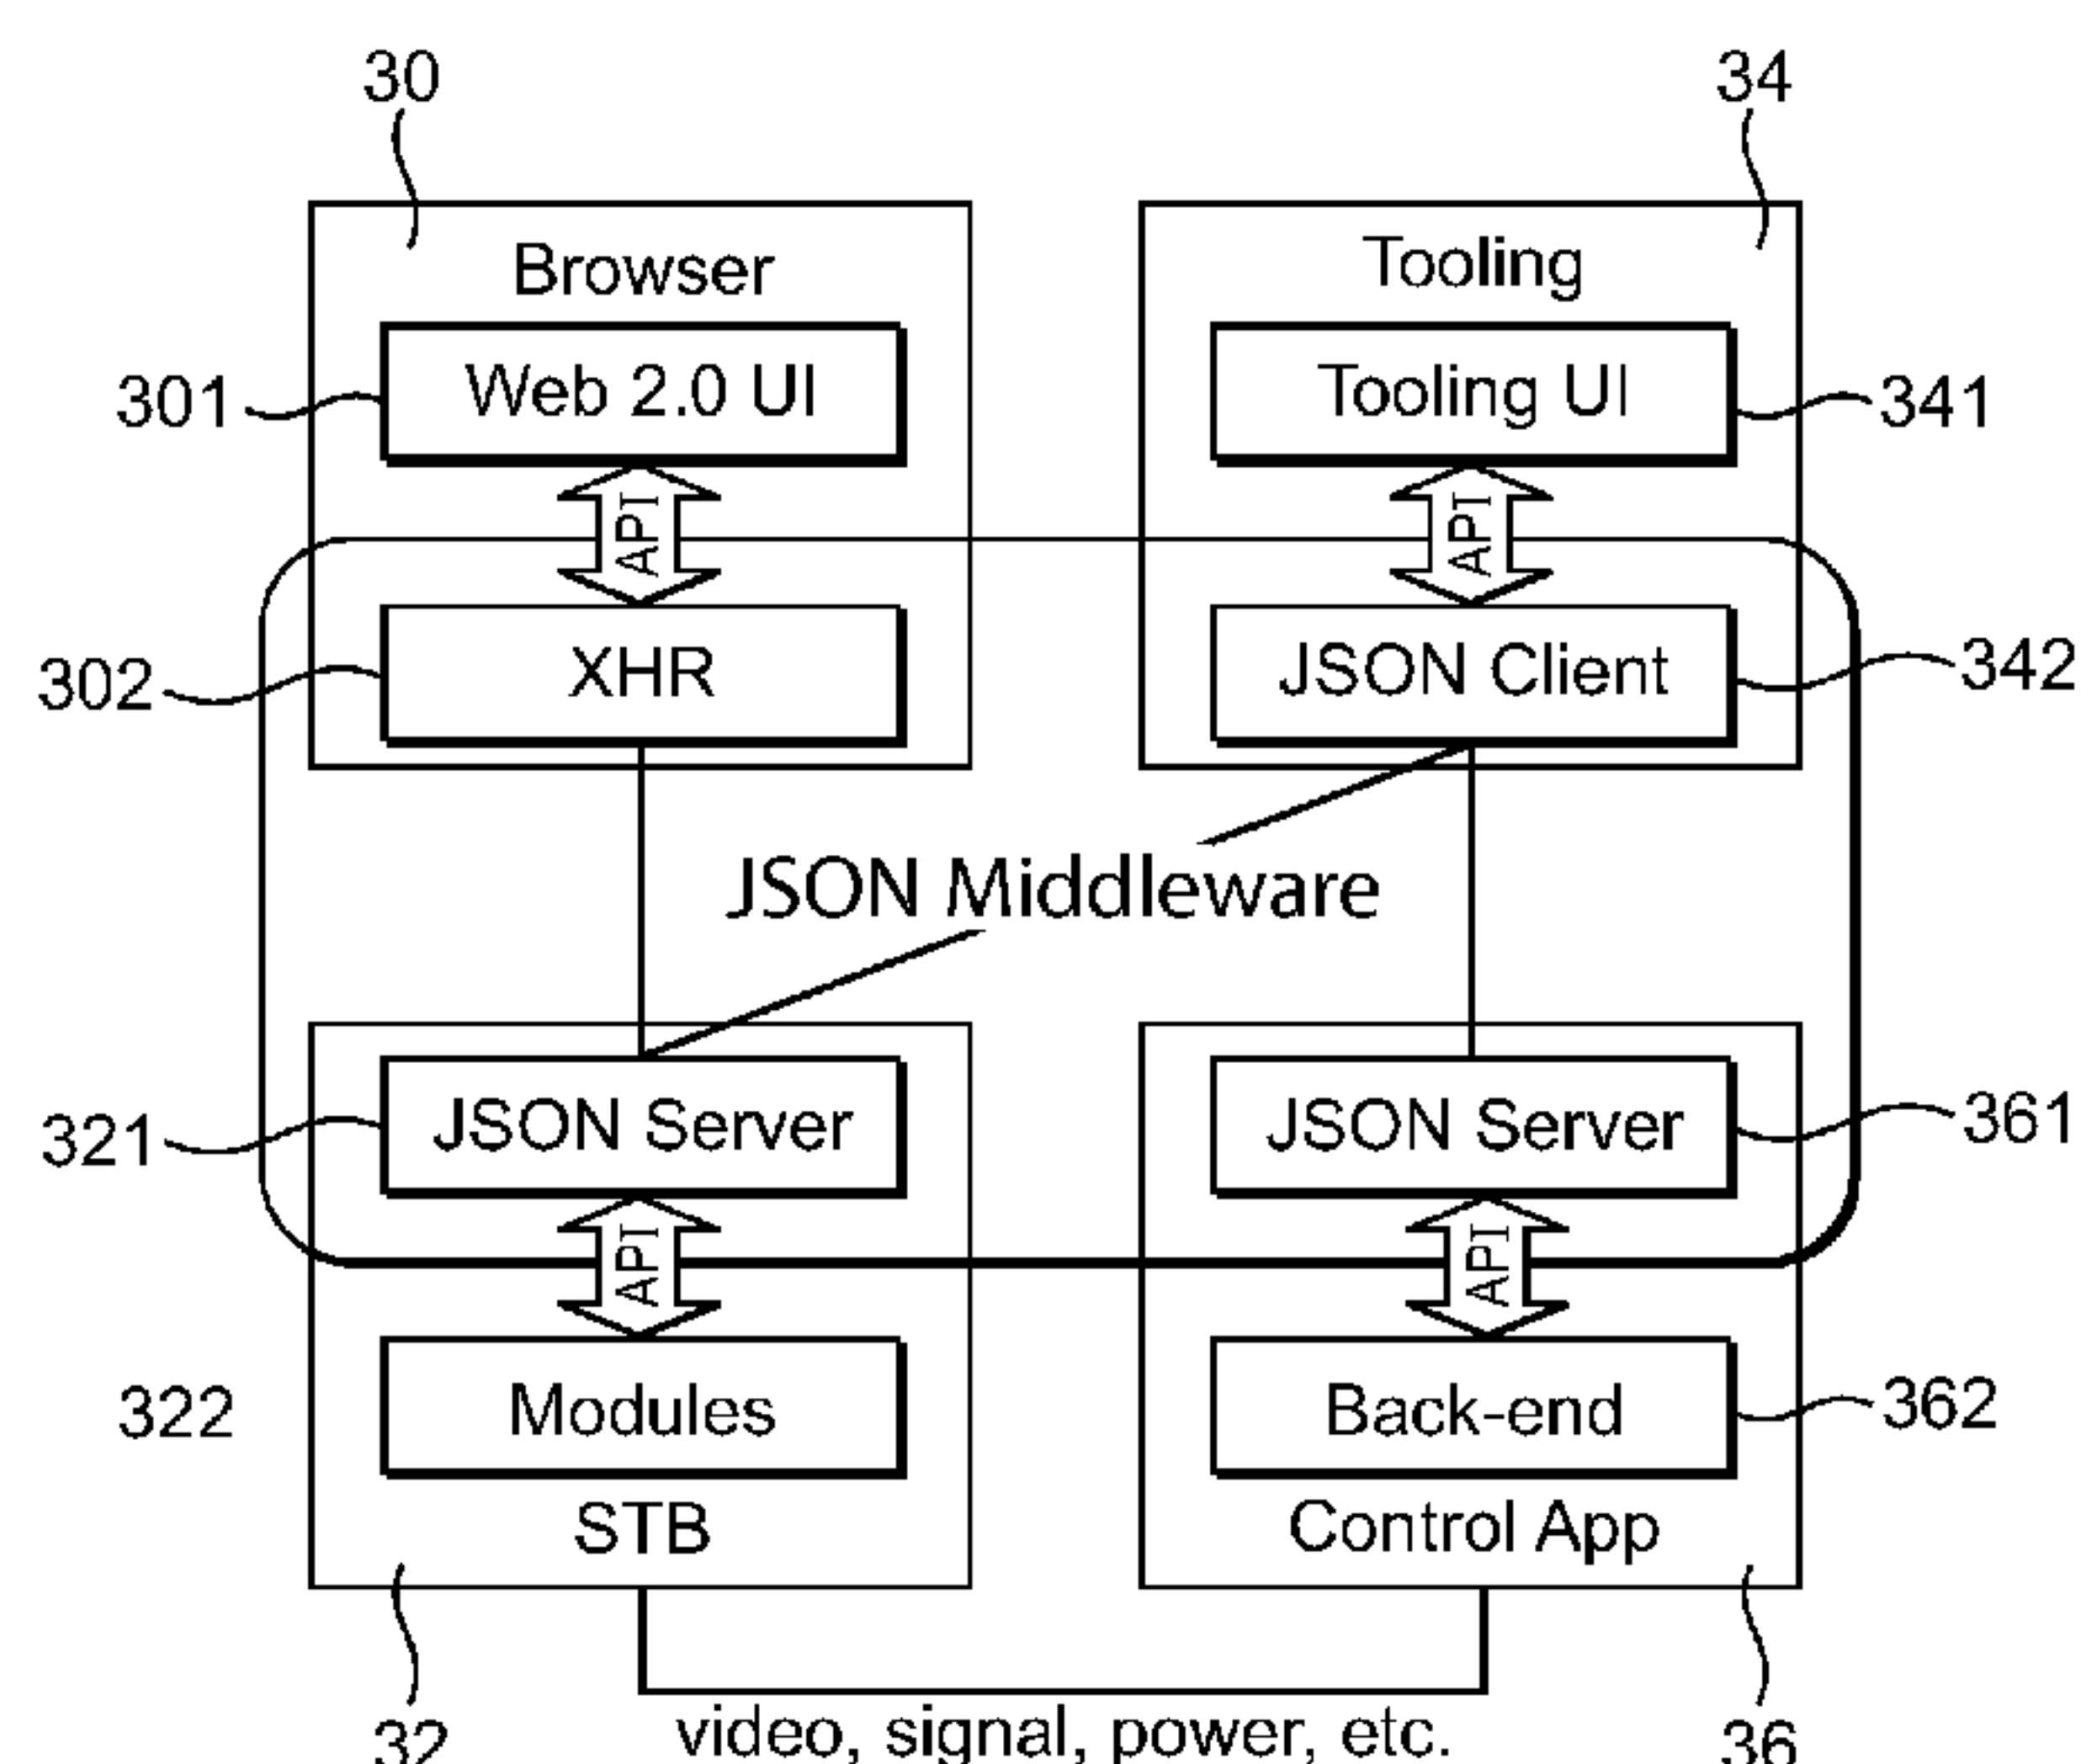 30 34
Browser Tooling
301 Web 2.0 UI Tooling UI 341
API API
302 XHR JSON Client 342
JSON Middleware
321 JSON Server JSON Server 361
API API
322 Modules Back-end 362
STB Control App
32 video, signal, power, etc. 36